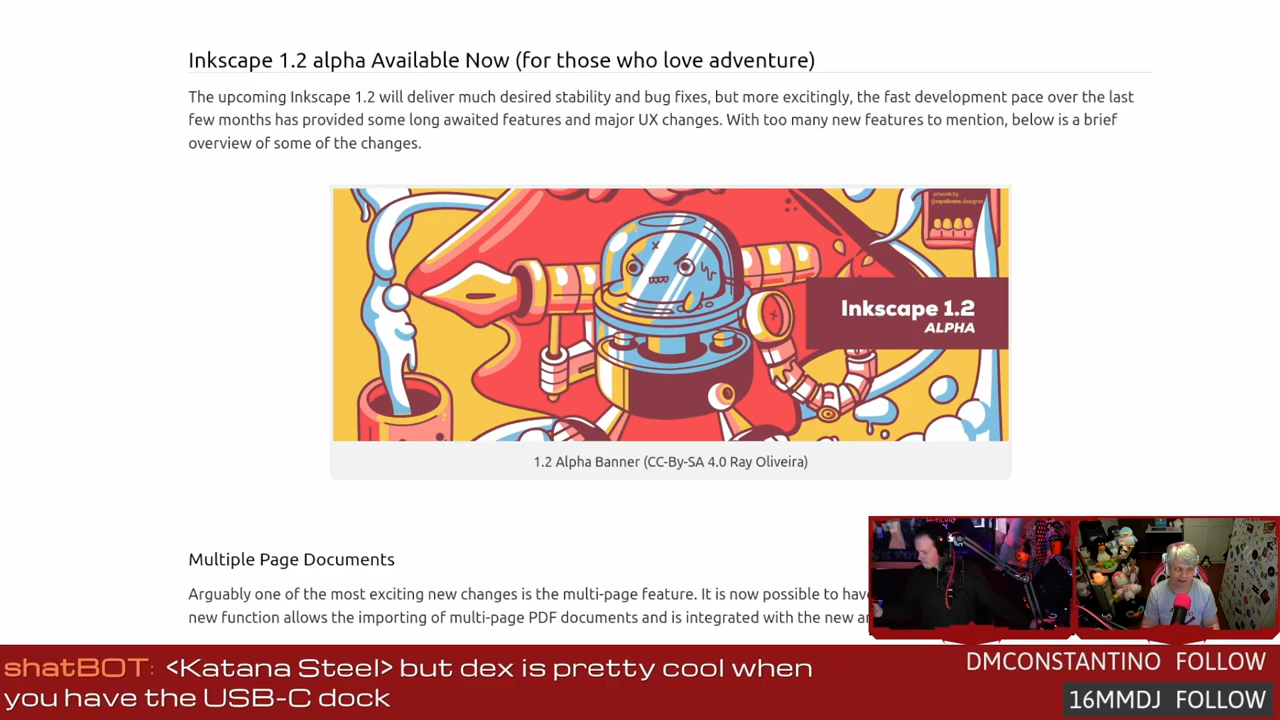 Inkscape 1.2 alpha Available Now (for those who love adventure)
The upcoming Inkscape 1.2 will deliver much desired stability and bug fixes, but more excitingly, the fast development pace over the last
few months has provided some long awaited features and major UX changes. With too many new features to mention, below is a brief
overview of some of the changes.
artwork by
@rayoliveira.designer
Inkscape 1.2
ALPHA
1.2 Alpha Banner (CC-By-SA 4.0 Ray Oliveira)
Multiple Page Documents
Arguably one of the most exciting new changes is the multi-page feature. It is now possible to have
new function allows the importing of multi-page PDF documents and is integrated with the new
shatBOT: <Katana Steel> but dex is pretty cool when
you have the USB-C dock
DMCONSTANTINO FOLLOW
16MMDJ FOLLOW